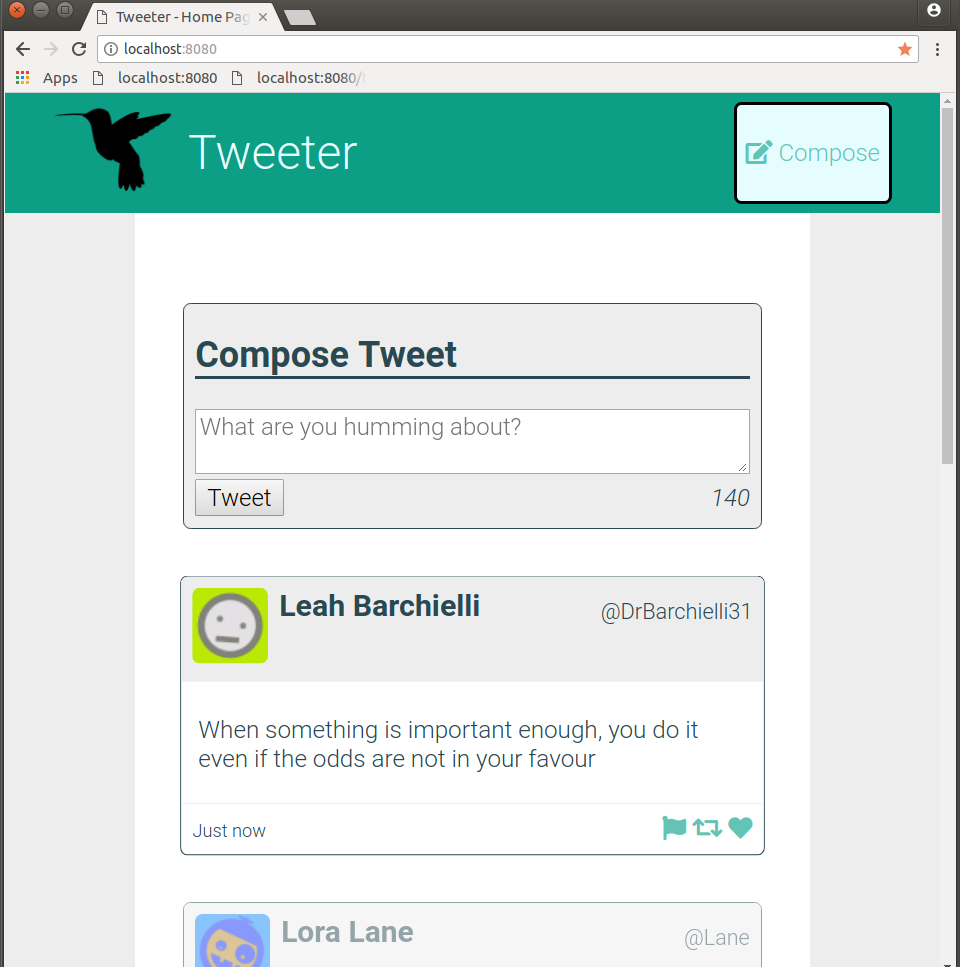 Tweeter - Home Pag
localhost:8080
Apps localhost:8080 localhost:8080/
Tweeter
Compose
Compose Tweet
What are you humming about?
Tweet 140
Leah Barchielli @DrBarchielli31
When something is important enough, you do it
even if the odds are not in your favour
Just now
Lora Lane @Lane